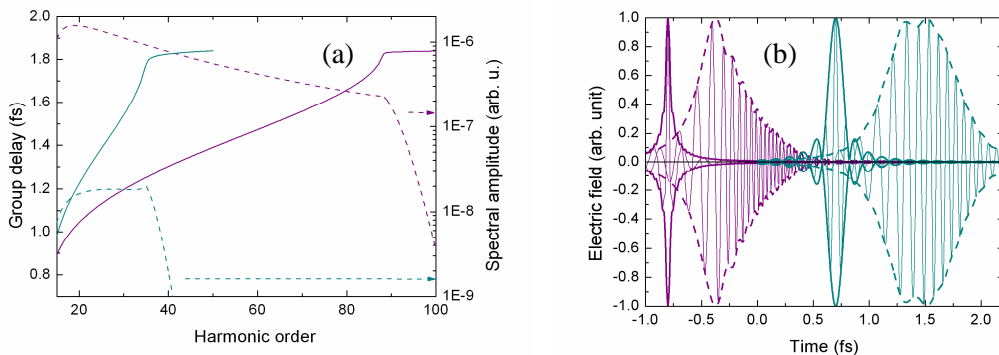 (a)
Group delay (fs)
2.0
1.8
1.6
1.4
1.2
1.0
0.8
20 40 60 80 100
Harmonic order
1E-6
1E-7
1E-8
1E-9
Spectral amplitude (arb. u.)
(b)
Electric field (arb. unit)
1.0
0.8
0.6
0.4
0.2
0.0
-0.2
-0.4
-0.6
-0.8
-1.0
-1.0 -0.5 0.0 0.5 1.0 1.5 2.0
Time (fs)